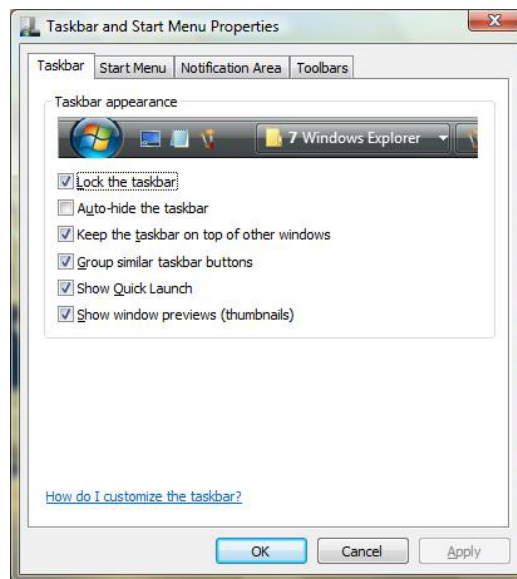 Taskbar and Start Menu Properties
Taskbar
Start Menu
Notification Area
Toolbars
Taskbar appearance
7 Windows Explorer
Lock the taskbar
Auto-hide the taskbar
Keep the taskbar on top of other windows
Group similar taskbar buttons
Show Quick Launch
Show window previews (thumbnails)
How do I customize the taskbar?
OK
Cancel
Apply